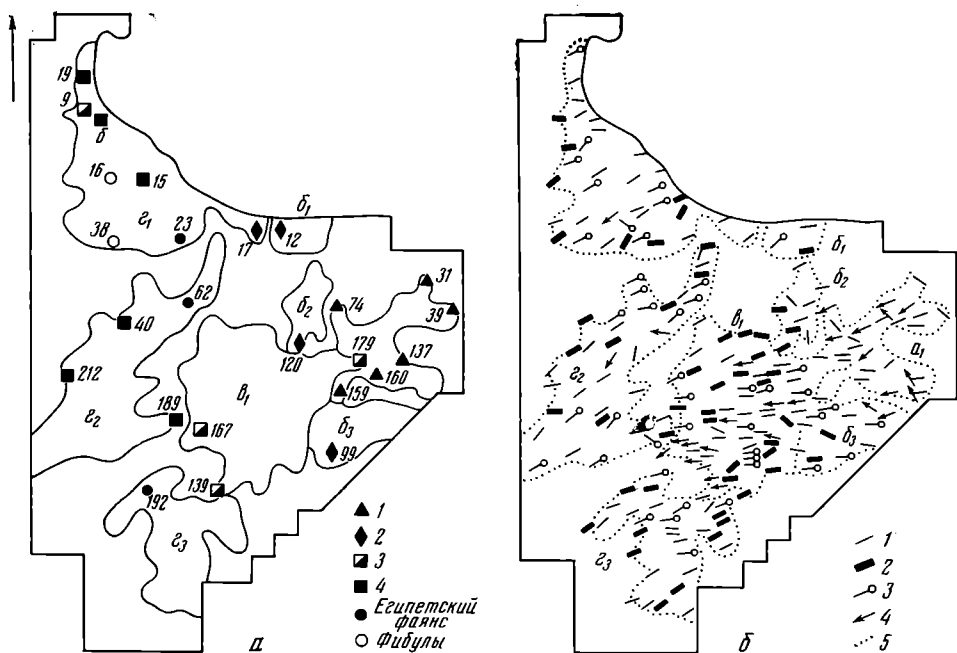 19
9
б
16
15
г₁
38
23
17
б₁
12
62
40
212
б₂
74
31
39
120
179
137
160
в₁
159
189
167
г₂
б₃
99
139
192
г₃
1
2
3
4
Египетский
фаянс
Фибулы
а
б₁
б₂
в₁
а₁
г₂
б₃
г₃
1
2
3
4
5
б